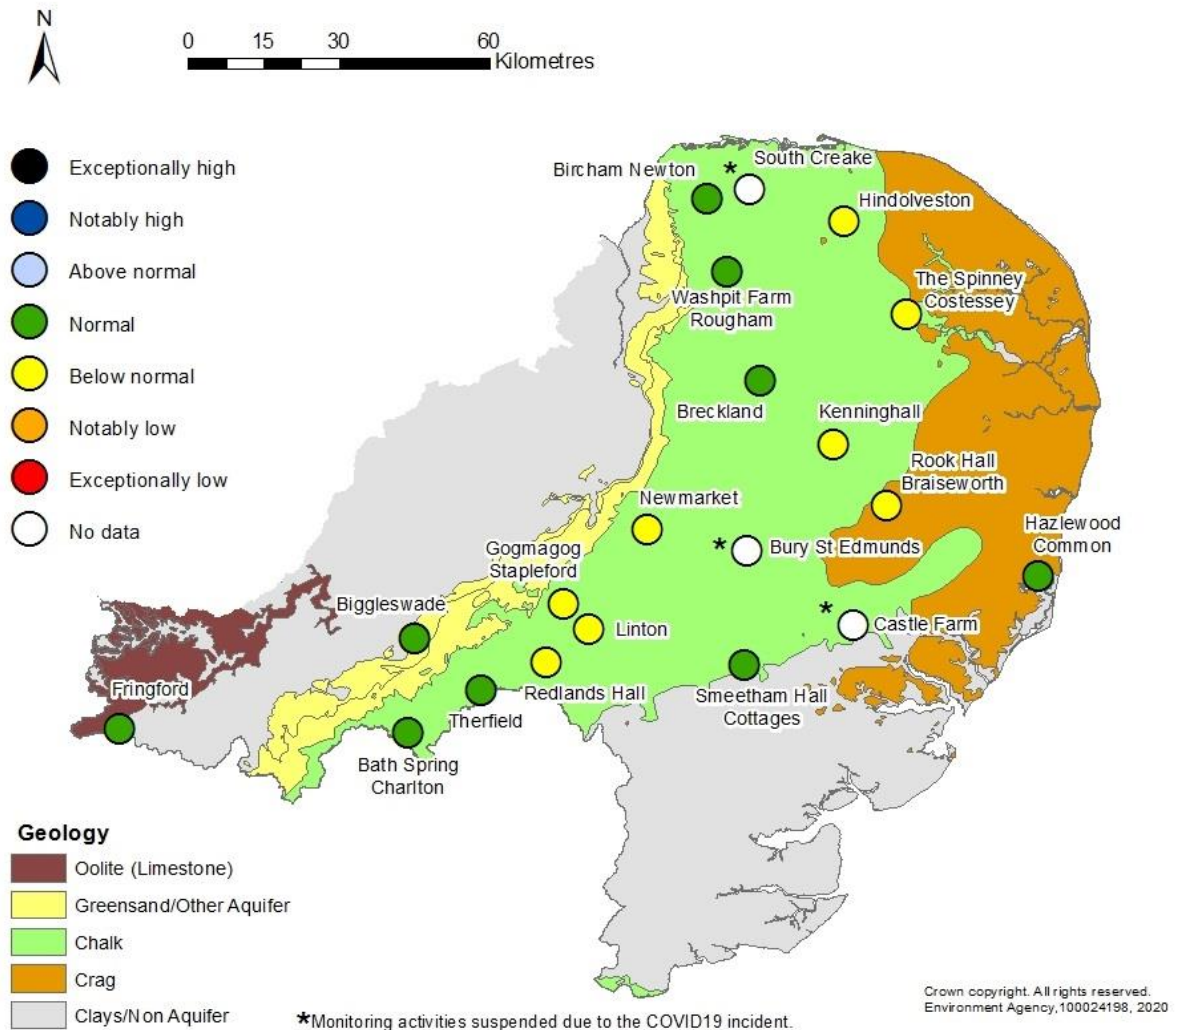 N
0 15 30 60
Kilometres
Exceptionally high
Notably high
Above normal
Normal
Below normal
Notably low
Exceptionally low
No data
Bircham Newton
*
South Creake
Hindolveston
Washpit Farm
Rougham
The Spinney
Costessey
Breckland
Kenninghall
Rook Hall
Braiseworth
Newmarket
*
Bury St Edmunds
Hazlewood
Common
Gogmagog
Stapleford
Biggleswade
Linton
*
Castle Farm
Redlands Hall
Smeetham Hall
Cottages
Fringford
Therfield
Bath Spring
Charlton
Geology
Oolite (Limestone)
Greensand/Other Aquifer
Chalk
Crag
Clays/Non Aquifer
*Monitoring activities suspended due to the COVID19 incident.
Crown copyright. All rights reserved.
Environment Agency,100024198, 2020